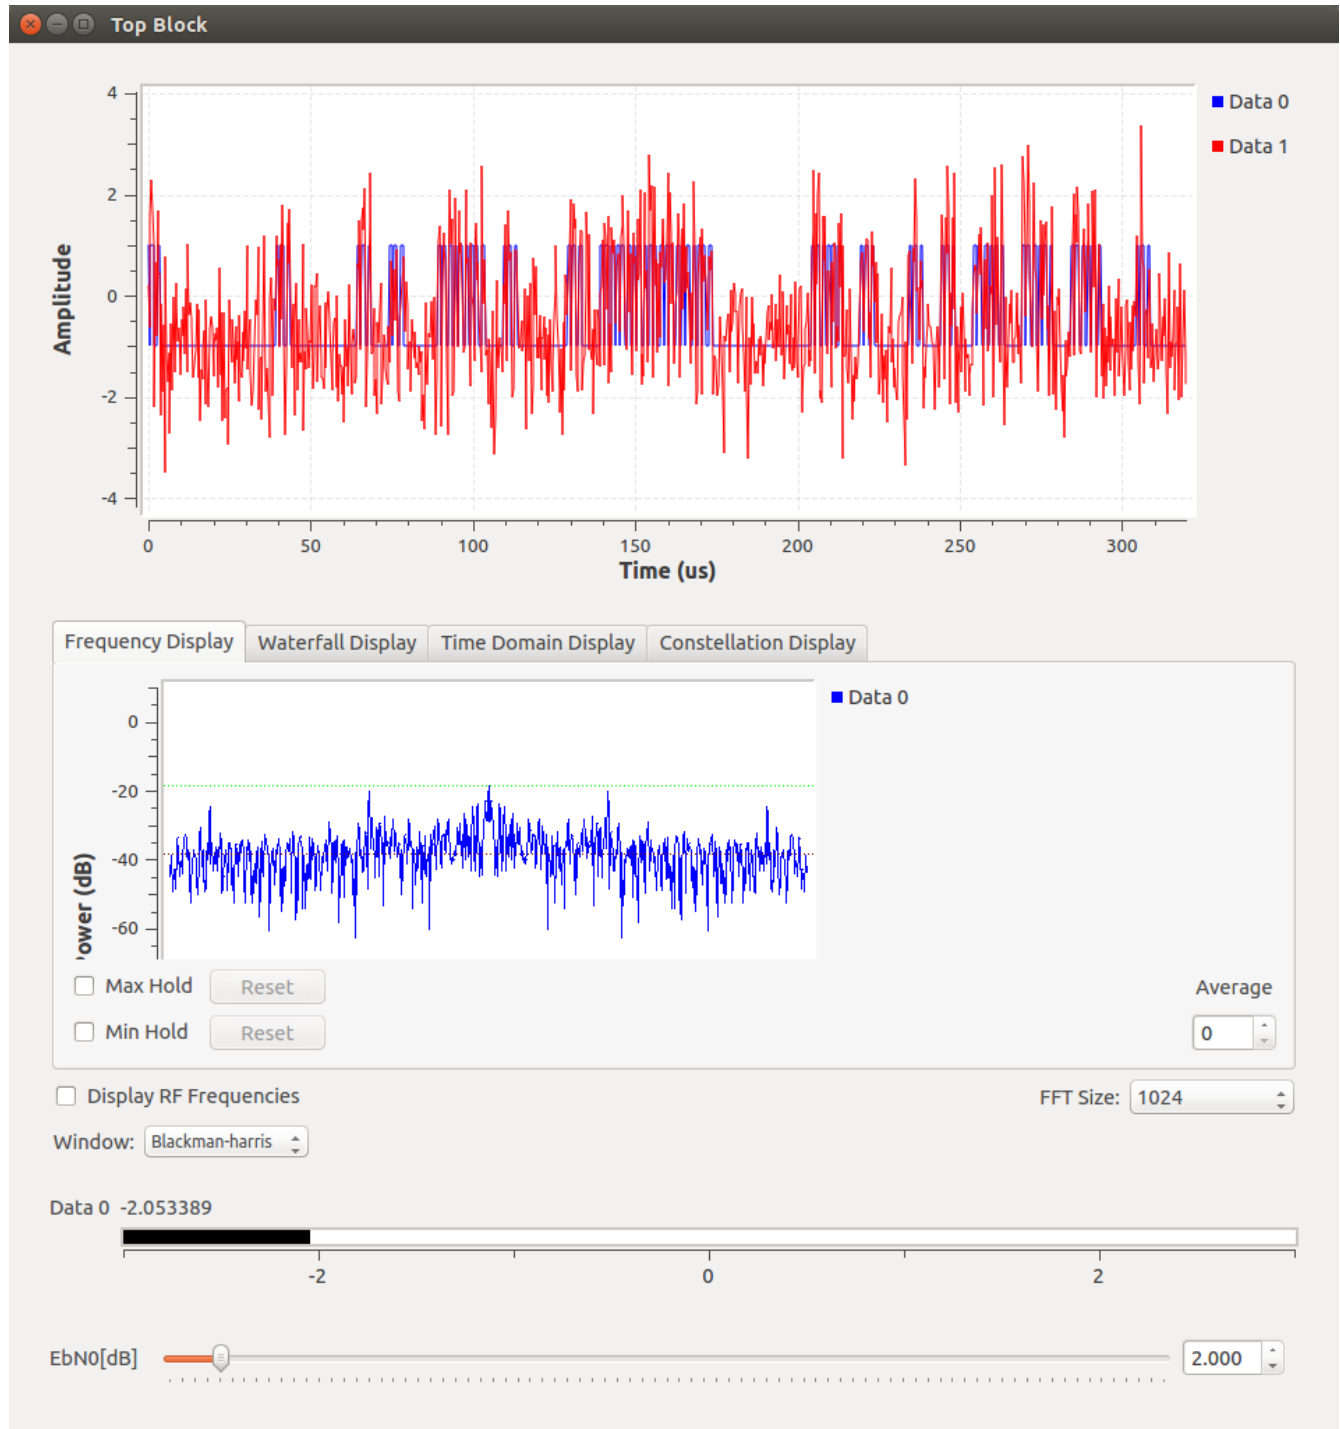 Top Block
4
2
0
-2
-4
Amplitude
Data 0
Data 1
0 50 100 150 200 250 300
Time (us)
Frequency Display Waterfall Display Time Domain Display Constellation Display
0
-20
-40
-60
Power (dB)
Data 0
Max Hold Reset
Average
Min Hold Reset
0
Display RF Frequencies
FFT Size: 1024
Window: Blackman-harris
Data 0 -2.053389
-2 0 2
EbN0[dB] 2.000